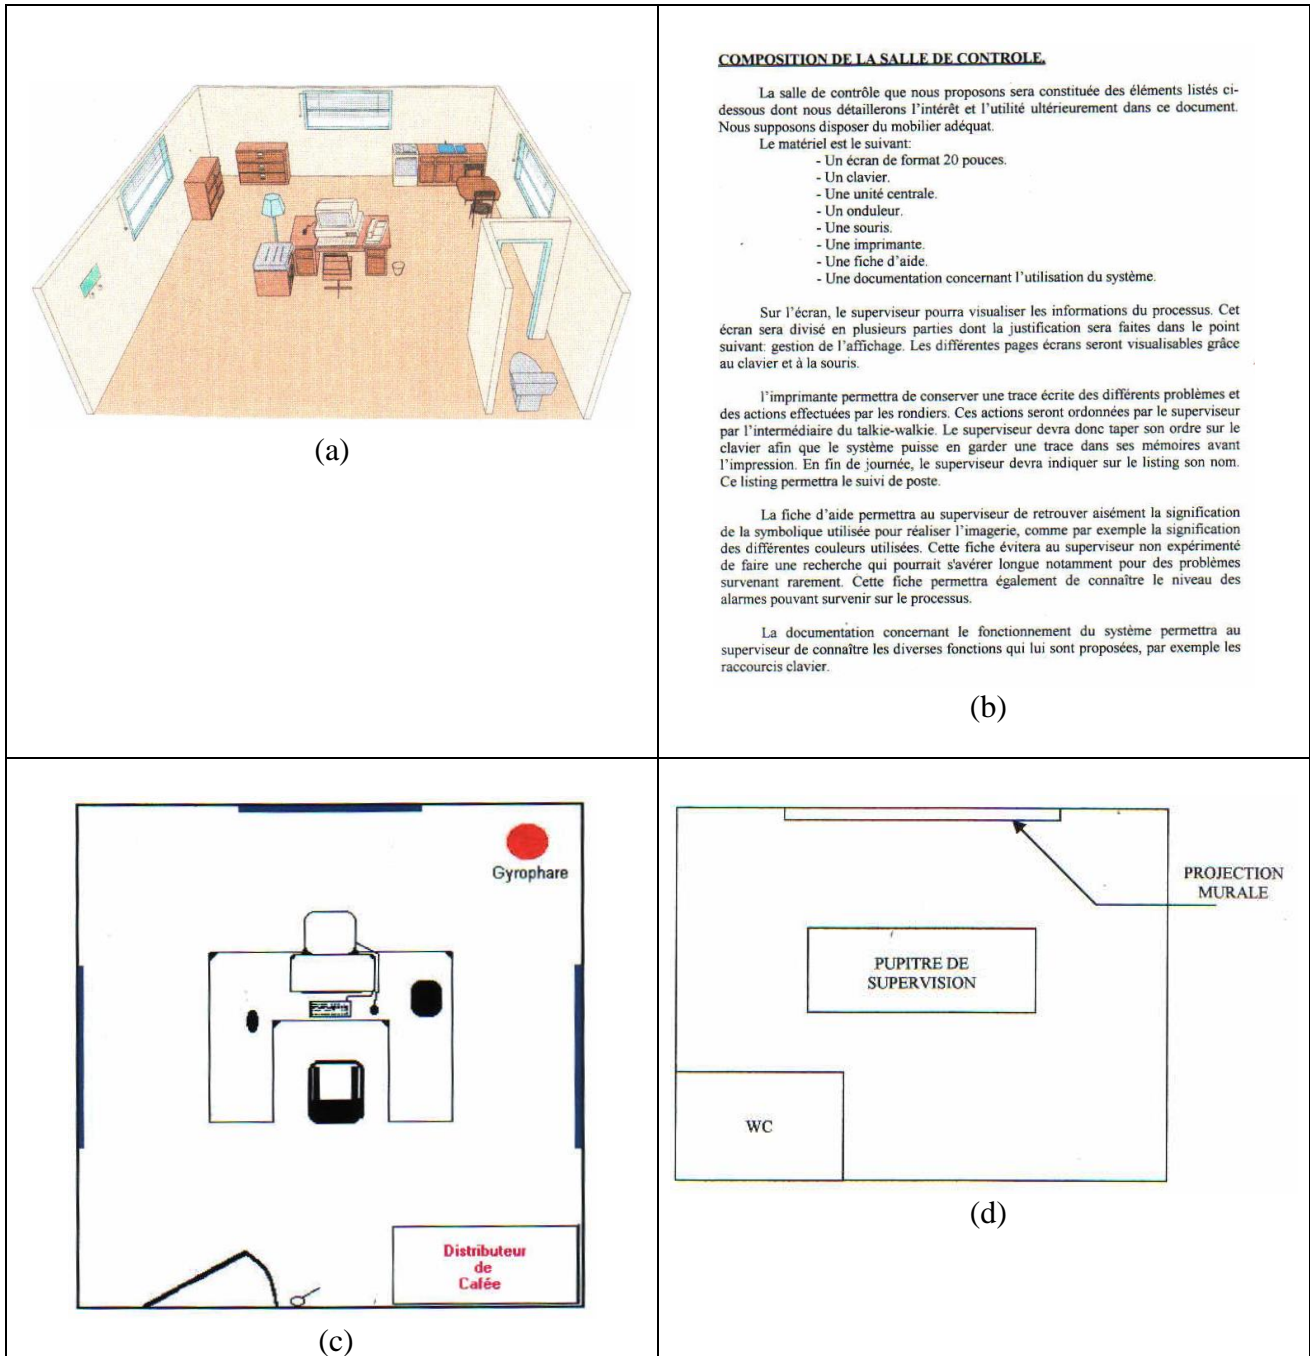 (a)
COMPOSITION DE LA SALLE DE CONTROLE.
La salle de contrôle que nous proposons sera constituée des éléments listés ci-
dessous dont nous détaillerons l'intérêt et l'utilité ultérieurement dans ce document.
Nous supposons disposer du mobilier adéquat.
Le matériel est le suivant:
- Un écran de format 20 pouces.
- Un clavier.
- Une unité centrale.
- Un onduleur.
- Une souris.
- Une imprimante.
- Une fiche d'aide.
- Une documentation concernant l'utilisation du système.
Sur l'écran, le superviseur pourra visualiser les informations du processus. Cet
écran sera divisé en plusieurs parties dont la justification sera faites dans le point
suivant: gestion de l'affichage. Les différentes pages écrans seront visualisables grâce
au clavier et à la souris.
l'imprimante permettra de conserver une trace écrite des différents problèmes et
des actions effectuées par les rondiers. Ces actions seront ordonnées par le superviseur
par l'intermédiaire du talkie-walkie. Le superviseur devra donc taper son ordre sur le
clavier afin que le système puisse en garder une trace dans ses mémoires avant
l'impression. En fin de journée, le superviseur devra indiquer sur le listing son nom.
Ce listing permettra le suivi de poste.
La fiche d'aide permettra au superviseur de retrouver aisément la signification
de la symbolique utilisée pour réaliser l'imagerie, comme par exemple la signification
des différentes couleurs utilisées. Cette fiche évitera au superviseur non expérimenté
de faire une recherche qui pourrait s'avérer longue notamment pour des problèmes
survenant rarement. Cette fiche permettra également de connaître le niveau des
alarmes pouvant survenir sur le processus.
La documentation concernant le fonctionnement du système permettra au
superviseur de connaître les diverses fonctions qui lui sont proposées, par exemple les
raccourcis clavier.
(b)
Gyrophare
Distributeur
de
Cafée
(c)
PROJECTION
MURALE
PUPITRE DE
SUPERVISION
WC
(d)